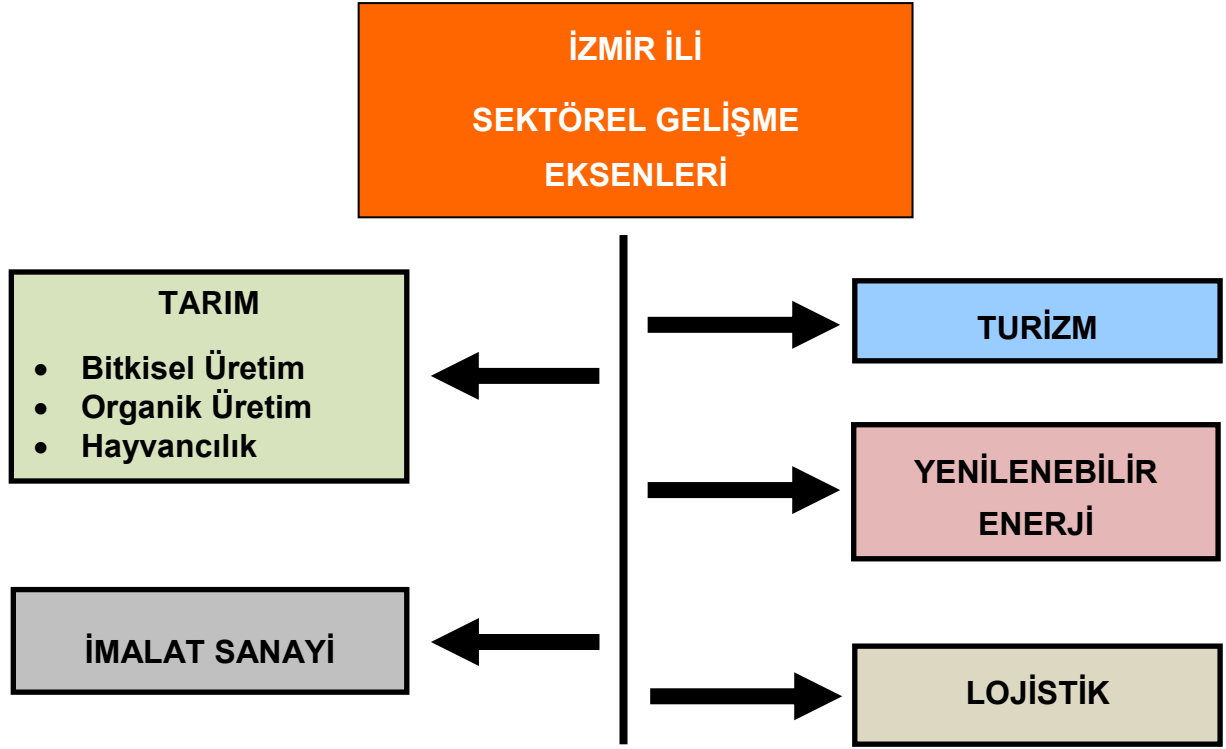 İZMİR İLİ
SEKTÖREL GELİŞME
EKSENLERİ
TARIM
• Bitkisel Üretim
• Organik Üretim
• Hayvancılık
İMALAT SANAYİ
TURİZM
YENİLENEBİLİR
ENERJİ
LOJİSTİK